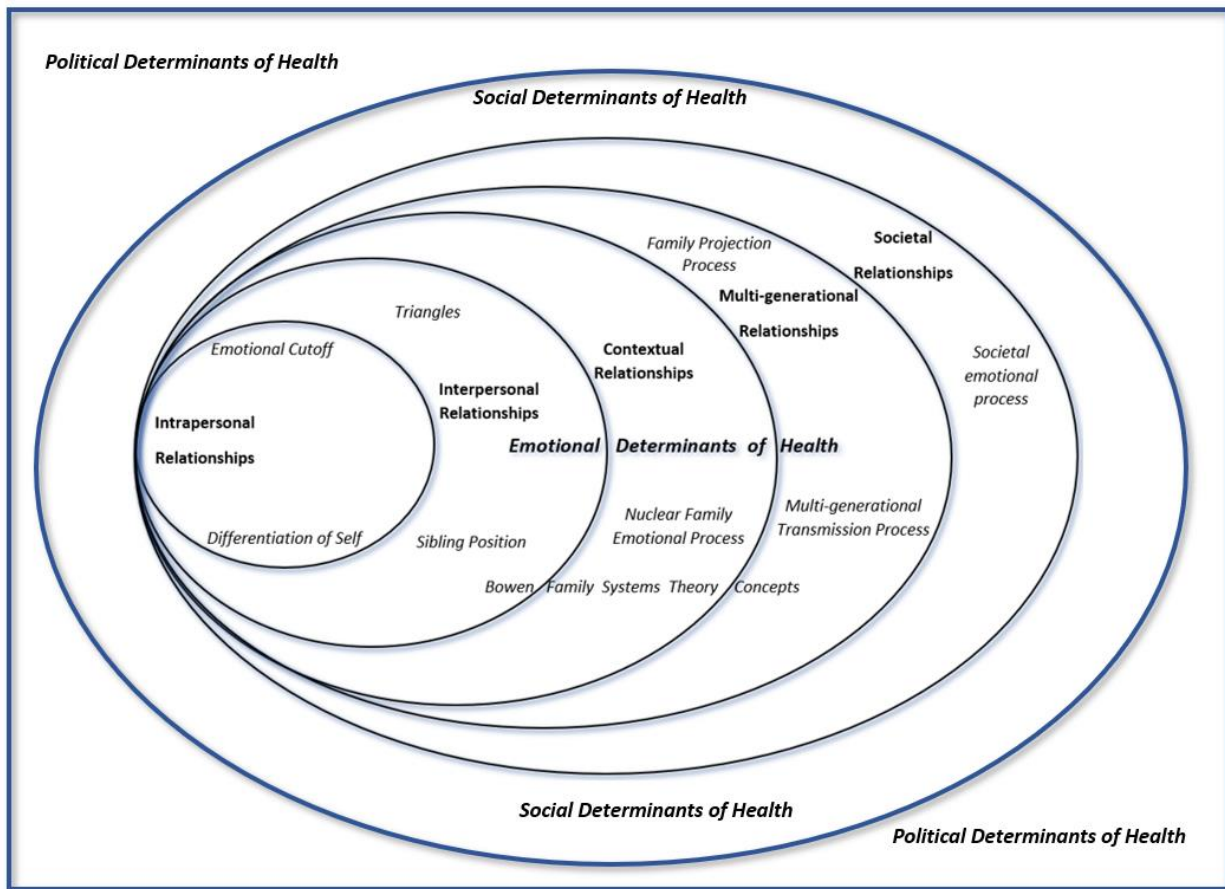 Political Determinants of Health
Social Determinants of Health
Family Projection
Process
Societal
Relationships
Multi-generational
Relationships
Triangles
Emotional Cutoff
Contextual
Relationships
Societal
emotional
process
Interpersonal
Relationships
Intrapersonal
Relationships
Emotional Determinants of Health
Multi-generational
Transmission Process
Nuclear Family
Emotional Process
Differentiation of Self
Sibling Position
Bowen Family Systems Theory Concepts
Social Determinants of Health
Political Determinants of Health